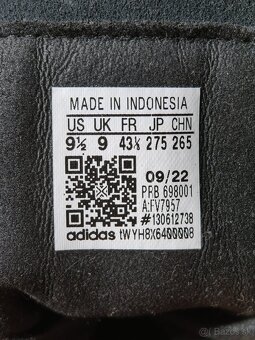 MADE IN INDONESIA
US UK FR JP CHN
9½ 9 43⅓ 275 265
09/22
PRB 698001
A:FV7957
#130612738
adidas tWYH8X6400008